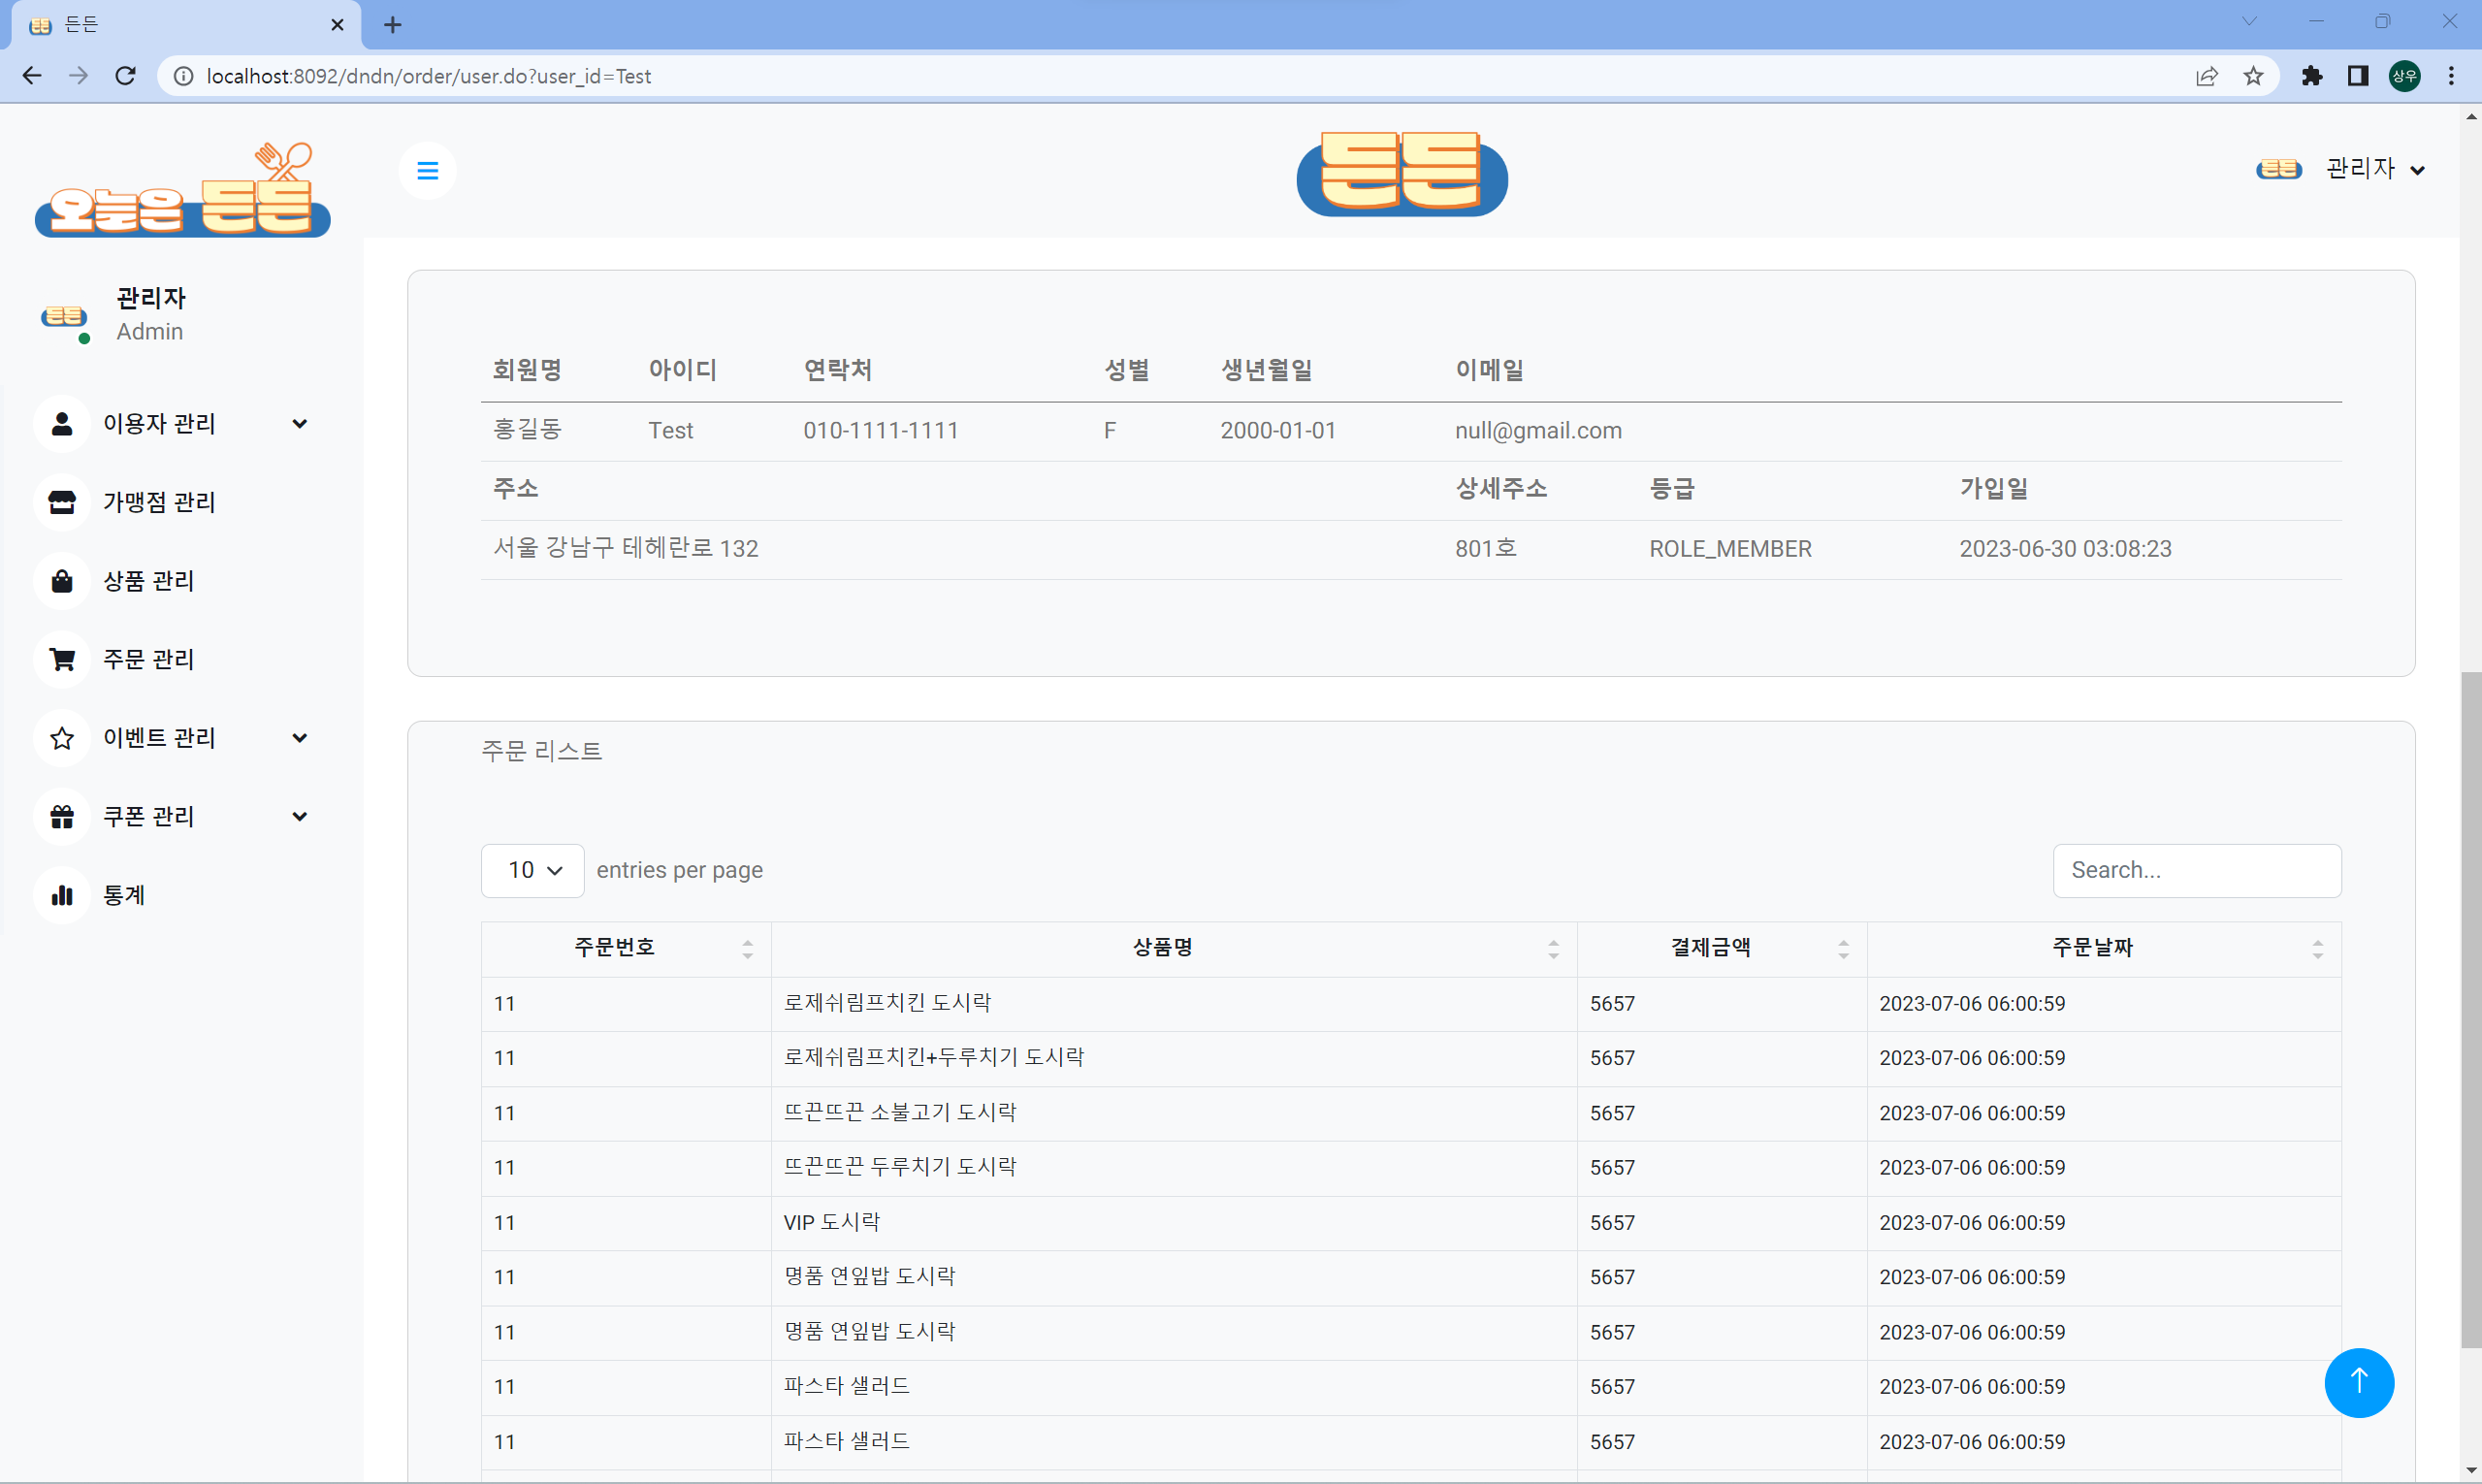 든든
localhost:8092/dndn/order/user.do?user_id=Test
상우
오늘은 든든
든든
든든
관리자
든든
관리자
Admin
이용자 관리
가맹점 관리
상품 관리
주문 관리
이벤트 관리
쿠폰 관리
통계
회원명 아이디 연락처 성별 생년월일 이메일
홍길동 Test 010-1111-1111 F 2000-01-01 null@gmail.com
주소 상세주소 등급 가입일
서울 강남구 테헤란로 132 801호 ROLE_MEMBER 2023-06-30 03:08:23
주문 리스트
10 entries per page Search...
주문번호 상품명 결제금액 주문날짜
11 로제쉬림프치킨 도시락 5657 2023-07-06 06:00:59
11 로제쉬림프치킨+두루치기 도시락 5657 2023-07-06 06:00:59
11 뜨끈뜨끈 소불고기 도시락 5657 2023-07-06 06:00:59
11 뜨끈뜨끈 두루치기 도시락 5657 2023-07-06 06:00:59
11 VIP 도시락 5657 2023-07-06 06:00:59
11 명품 연잎밥 도시락 5657 2023-07-06 06:00:59
11 명품 연잎밥 도시락 5657 2023-07-06 06:00:59
11 파스타 샐러드 5657 2023-07-06 06:00:59
11 파스타 샐러드 5657 2023-07-06 06:00:59